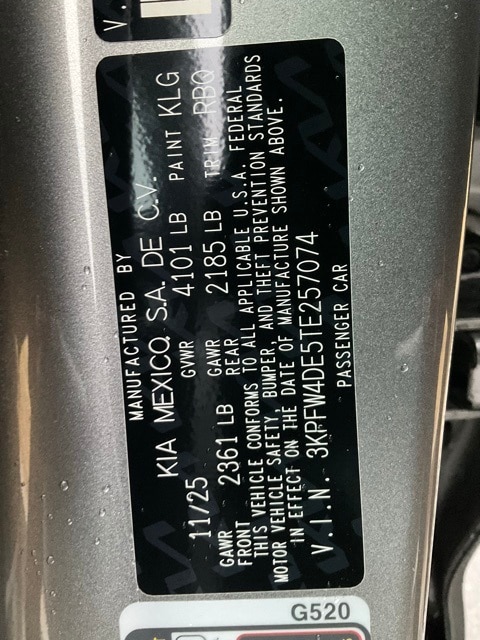 V.
MANUFACTURED BY
KIA MEXICO, S.A. DE C.V.
11/25 GVWR 4101 LB PAINT KLG
GAWR FRONT 2361 LB GAWR REAR 2185 LB TRIM RBQ
THIS VEHICLE CONFORMS TO ALL APPLICABLE U.S.A. FEDERAL
MOTOR VEHICLE SAFETY, BUMPER, AND THEFT PREVENTION STANDARDS
IN EFFECT ON THE DATE OF MANUFACTURE SHOWN ABOVE.
V.I.N. 3KPFW4DE5TE257074
PASSENGER CAR
G520